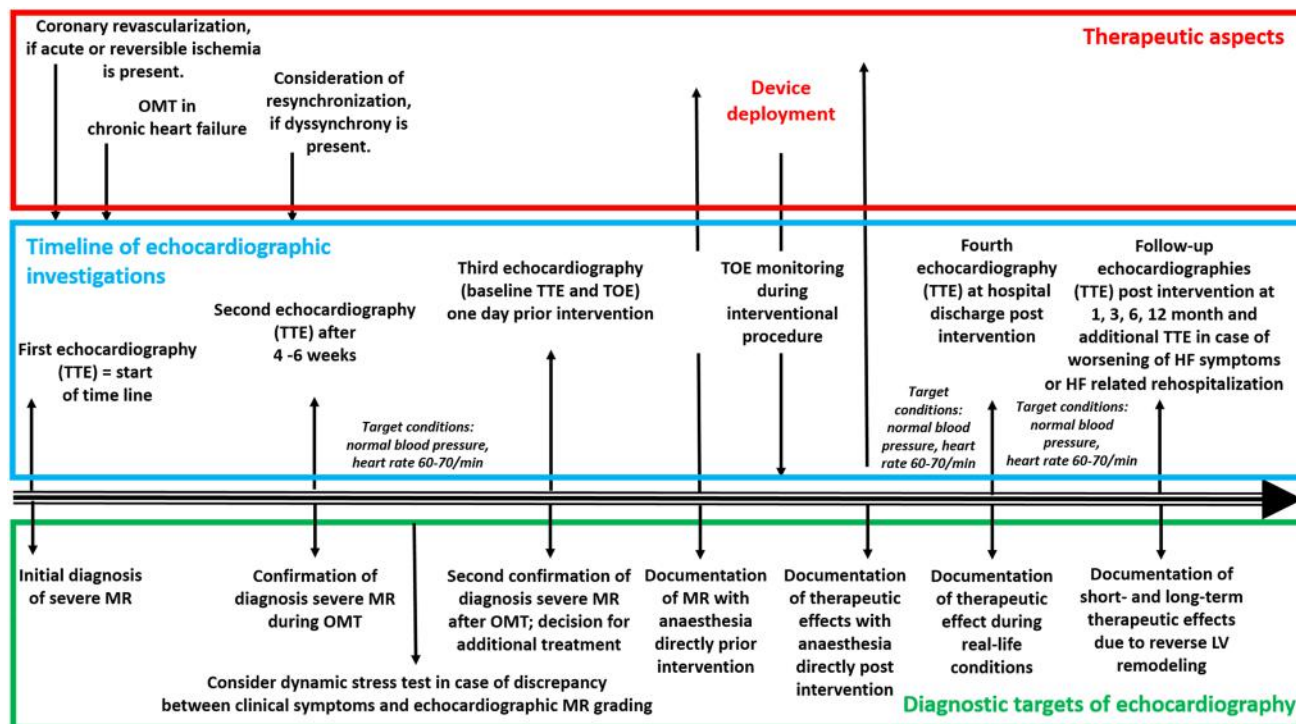 Coronary revascularization,
if acute or reversible ischemia
is present.
OMT in
chronic heart failure
Consideration of
resynchronization,
if dyssynchrony is
present.
Device
deployment
Therapeutic aspects
Timeline of echocardiographic
investigations
First echocardiography
(TTE) = start
of time line
Second echocardiography
(TTE) after
4 -6 weeks
Target conditions:
normal blood pressure,
heart rate 60-70/min
Third echocardiography
(baseline TTE and TOE)
one day prior intervention
TOE monitoring
during
interventional
procedure
Target
conditions:
normal blood
pressure, heart
rate 60-70/min
Fourth
echocardiography
(TTE) at hospital
discharge post
intervention
Target conditions:
normal blood
pressure,
heart rate 60-70/min
Follow-up
echocardiographies
(TTE) post intervention at
1, 3, 6, 12 month and
additional TTE in case of
worsening of HF symptoms
or HF related rehospitalization
Initial diagnosis
of severe MR
Confirmation of
diagnosis severe MR
during OMT
Consider dynamic stress test in case of discrepancy
between clinical symptoms and echocardiographic MR grading
Second confirmation of
diagnosis severe MR
after OMT; decision for
additional treatment
Documentation
of MR with
anaesthesia
directly prior
intervention
Documentation
of therapeutic
effects with
anaesthesia
directly post
intervention
Documentation
of therapeutic
effect during
real-life
conditions
Documentation of
short- and long-term
therapeutic effects
due to reverse LV
remodeling
Diagnostic targets of echocardiography